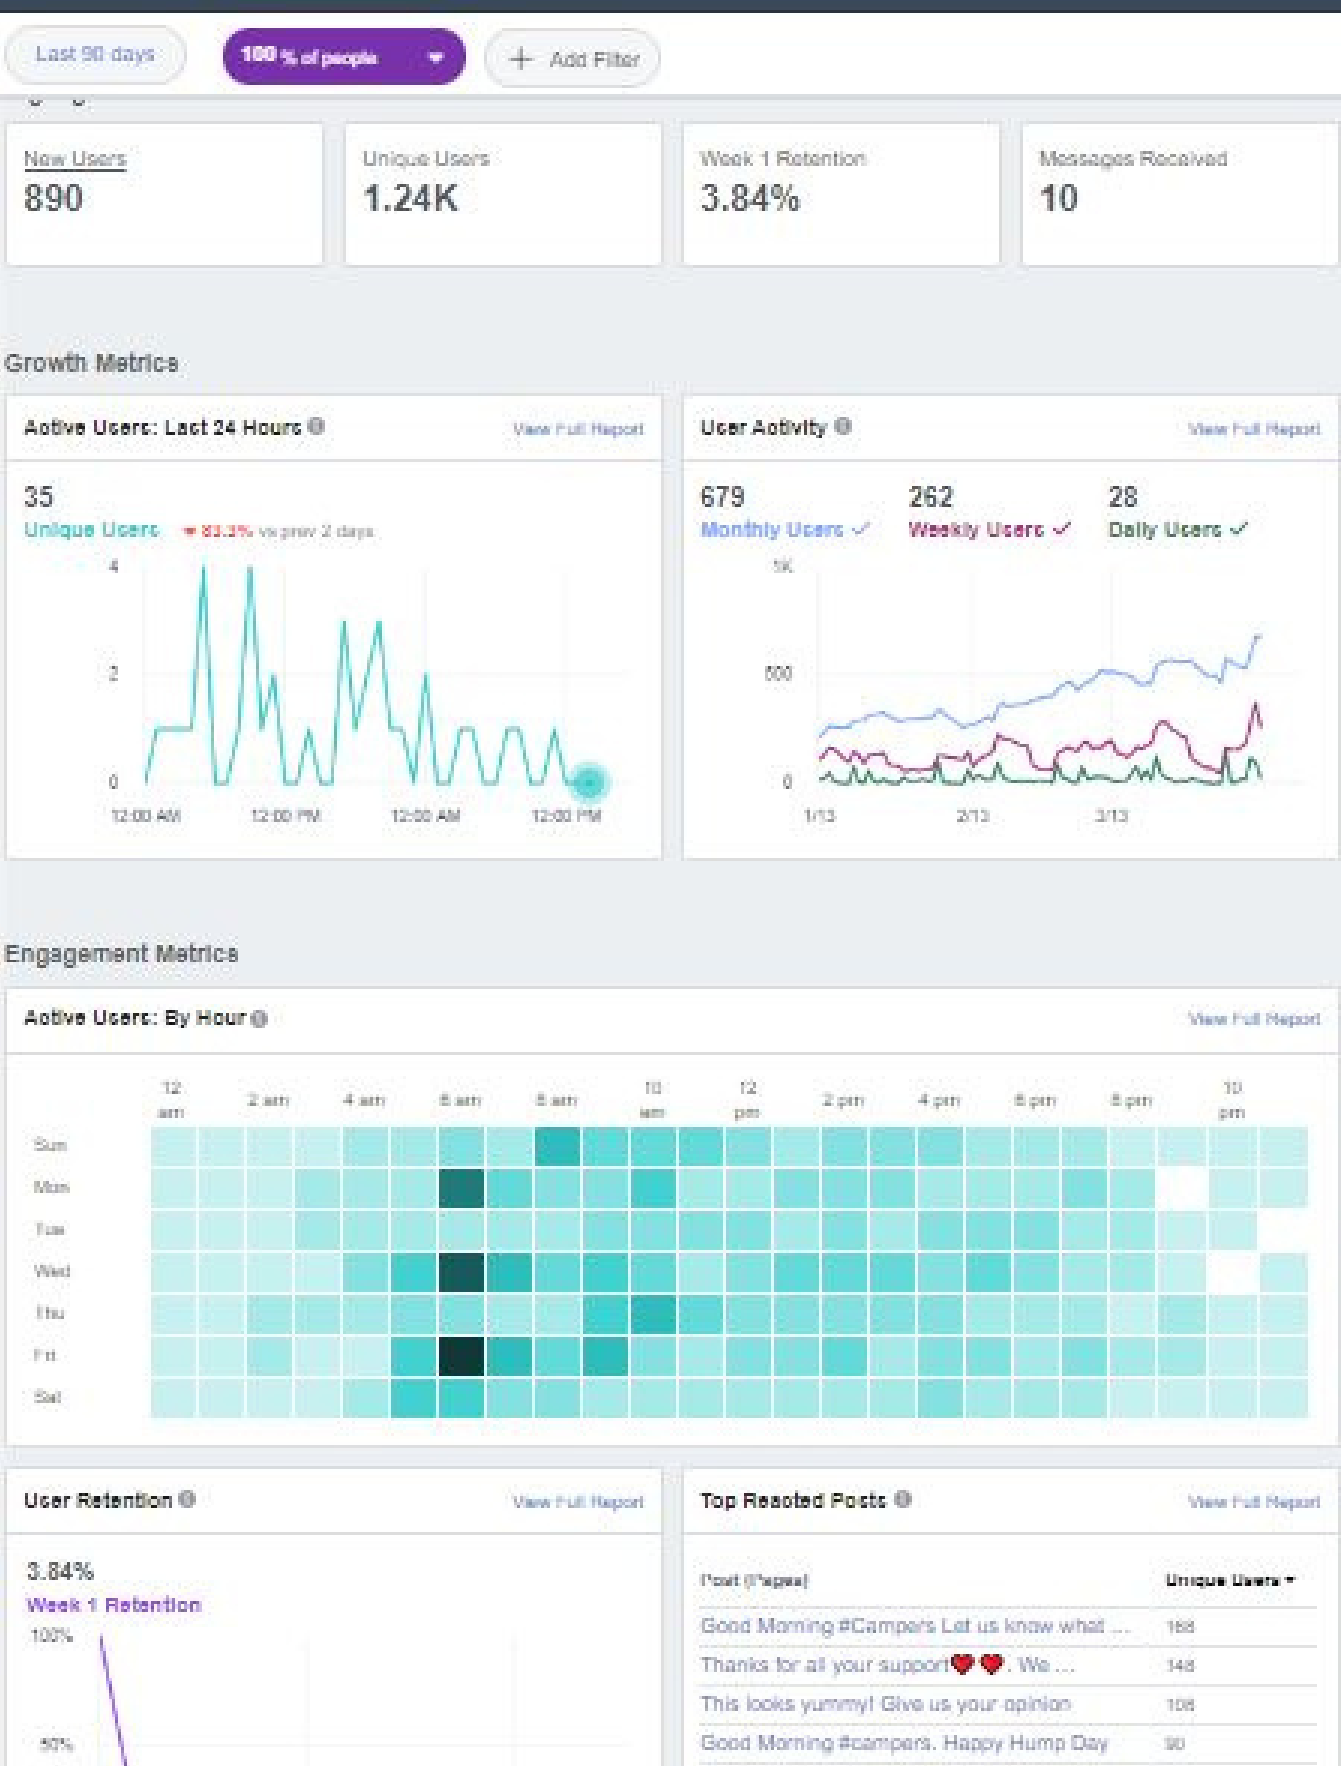 Last 90 days
100 % of people
+ Add Filter
New Users
890
Unique Users
1.24K
Week 1 Retention
3.84%
Messages Received
10
Growth Metrics
Active Users: Last 24 Hours
View Full Report
35
Unique Users 83.3% vs prev 2 days
4
2
0
12:00 AM 12:00 PM 12:00 AM 12:00 PM
User Activity
View Full Report
679 262 28
Monthly Users Weekly Users Daily Users
1K
500
0
1/13 2/13 3/13
Engagement Metrics
Active Users: By Hour
View Full Report
12 am 2 am 4 am 6 am 8 am 10 am 12 pm 2 pm 4 pm 6 pm 8 pm 10 pm
Sun
Mon
Tue
Wed
Thu
Fri
Sat
User Retention
View Full Report
3.84%
Week 1 Retention
100%
50%
Top Reacted Posts
View Full Report
Post (Pages) Unique Users
Good Morning #Campers Let us know what ... 168
Thanks for all your support❤❤. We ... 148
This looks yummy! Give us your opinion 108
Good Morning #campers. Happy Hump Day 90